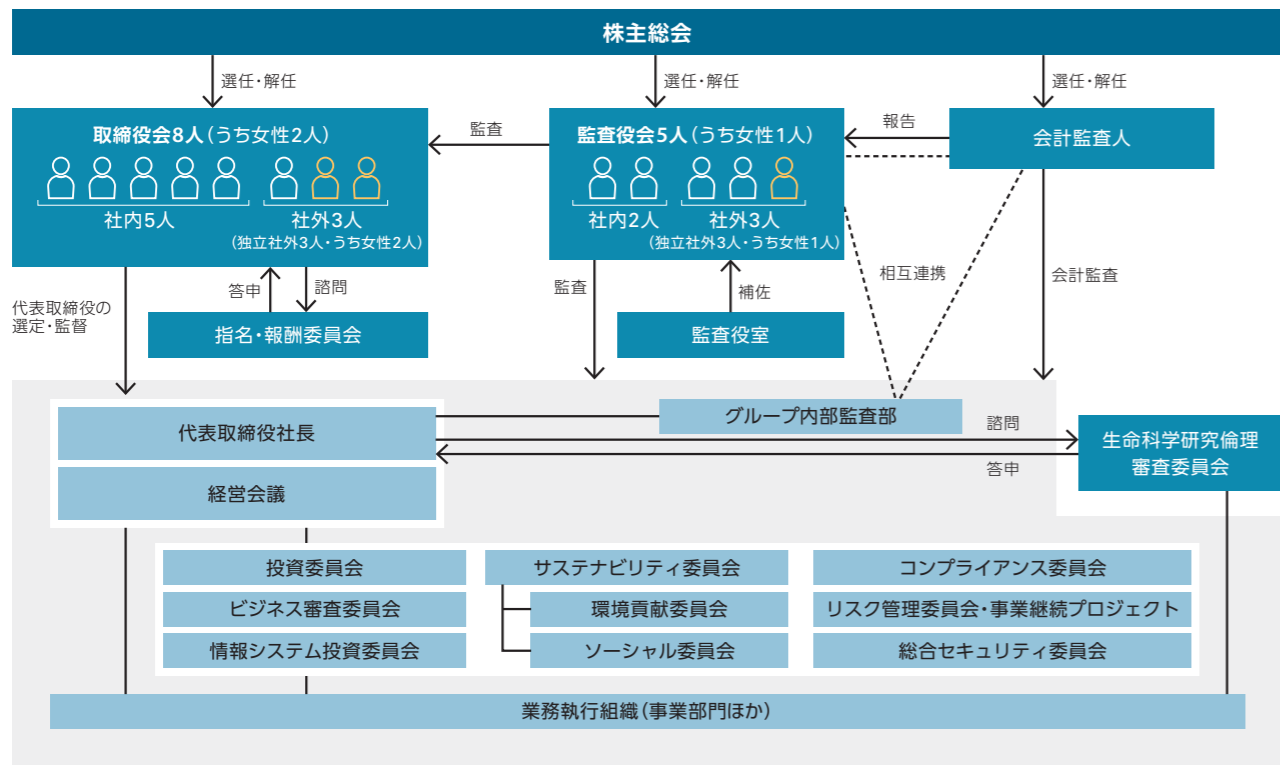 株主総会
選任・解任
選任・解任
選任・解任
取締役会8人(うち女性2人)
社内5人
社外3人
(独立社外3人・うち女性2人)
監査
監査役会5人(うち女性1人)
社内2人
社外3人
(独立社外3人・うち女性1人)
報告
会計監査人
代表取締役の
選定・監督
答申
諮問
指名・報酬委員会
監査
補佐
監査役室
相互連携
会計監査
代表取締役社長
経営会議
グループ内部監査部
諮問
答申
生命科学研究倫理
審査委員会
投資委員会
ビジネス審査委員会
情報システム投資委員会
サステナビリティ委員会
環境貢献委員会
ソーシャル委員会
コンプライアンス委員会
リスク管理委員会・事業継続プロジェクト
総合セキュリティ委員会
業務執行組織(事業部門ほか)